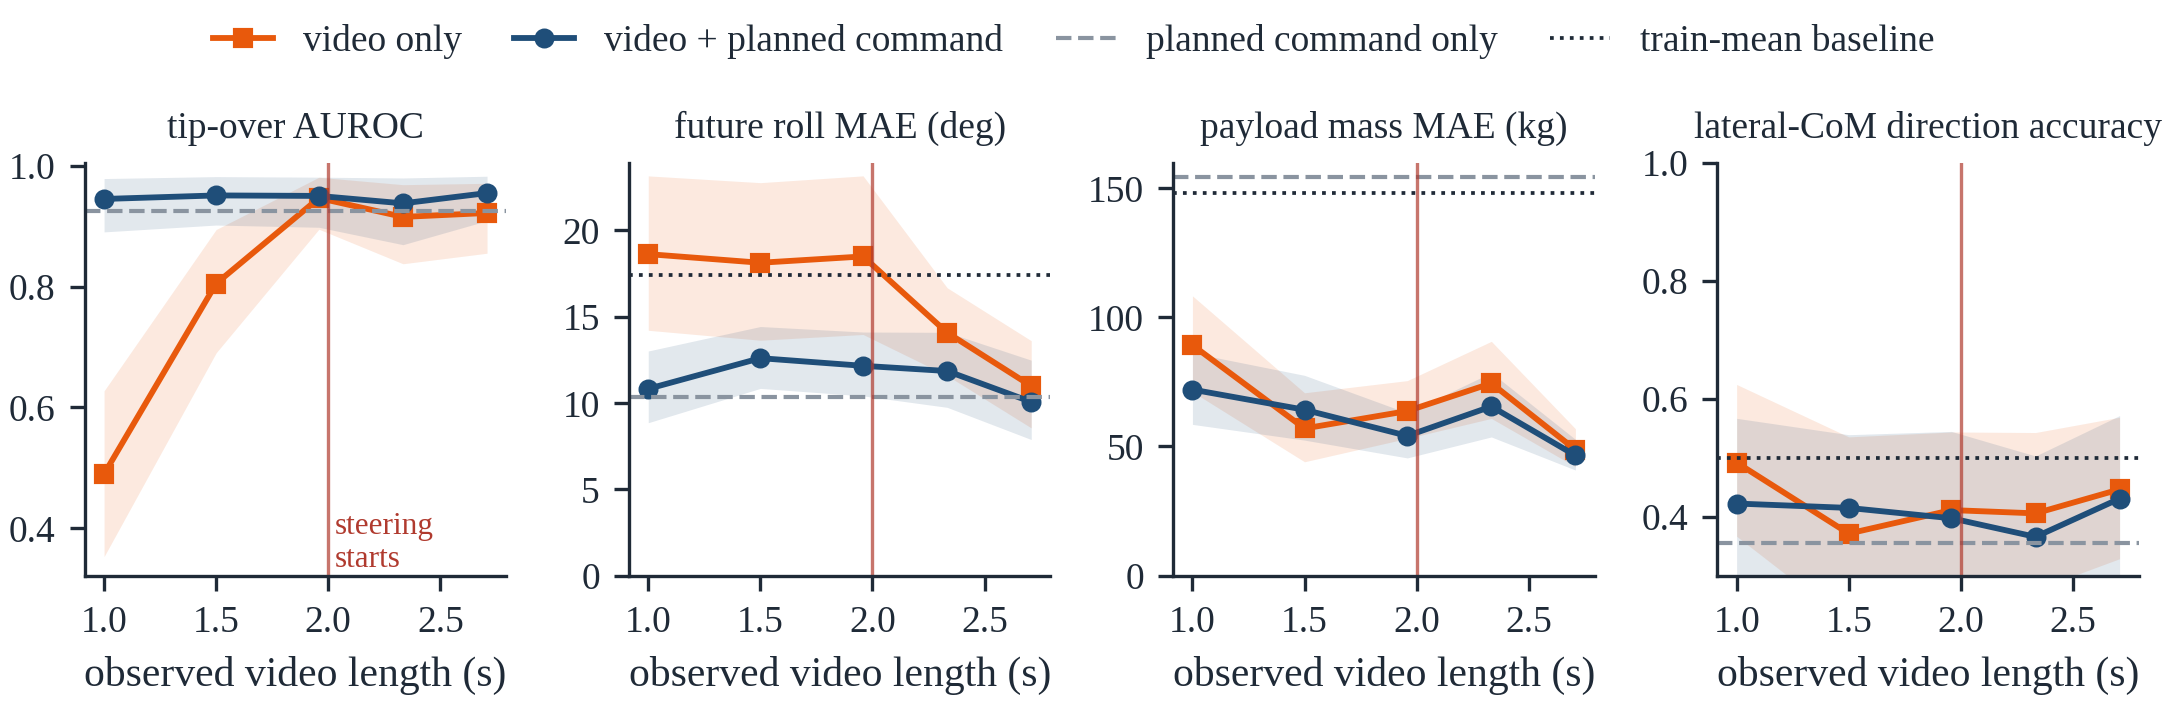 video only
video + planned command
planned command only
train-mean baseline
tip-over AUROC
1.0
0.8
0.6
0.4
steering
starts
1.0 1.5 2.0 2.5
observed video length (s)
future roll MAE (deg)
20
15
10
5
0
1.0 1.5 2.0 2.5
observed video length (s)
payload mass MAE (kg)
150
100
50
0
1.0 1.5 2.0 2.5
observed video length (s)
lateral-CoM direction accuracy
1.0
0.8
0.6
0.4
1.0 1.5 2.0 2.5
observed video length (s)